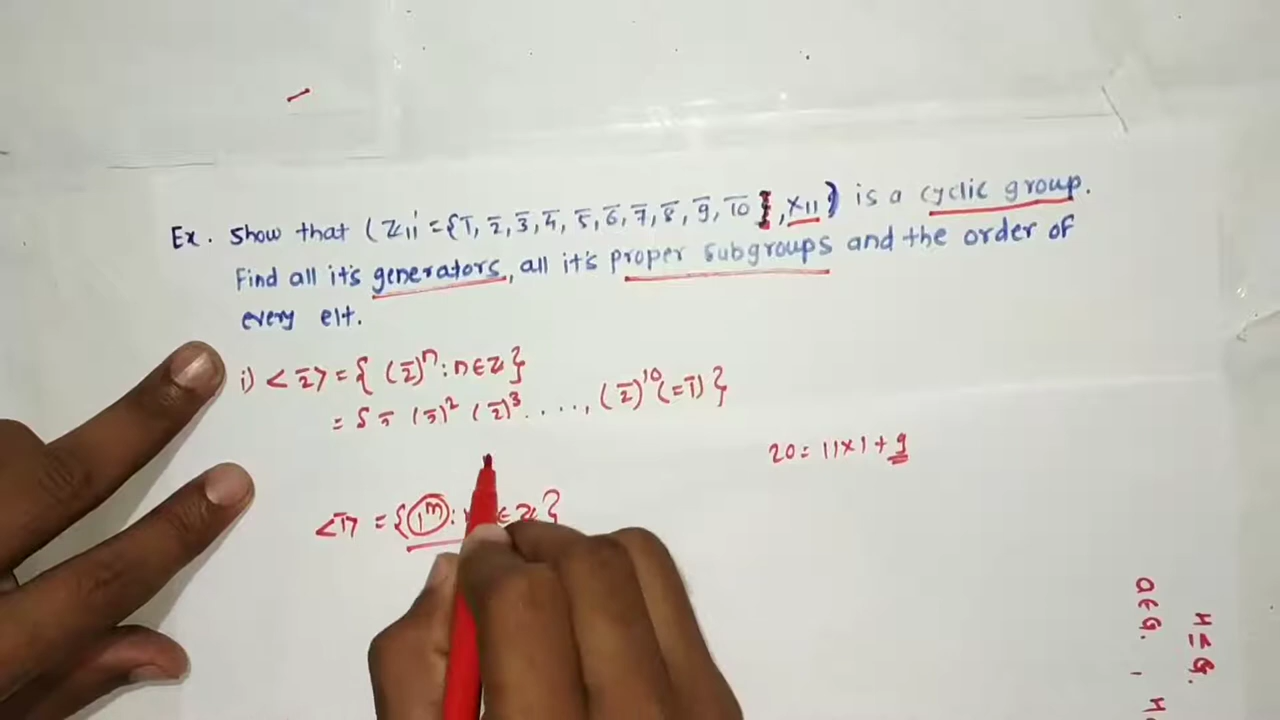 Ex. Show that (Z₁₁' = {1̄, 2̄, 3̄, 4̄, 5̄, 6̄, 7̄, 8̄, 9̄, 1̄0̄}, ×₁₁) is a cyclic group.
Find all it's generators, all it's proper subgroups and the order of
every elt.
i) <2̄> = { (2̄)ⁿ : n∈Z }
= { 2̄ (2̄)² (2̄)³ ....., (2̄)¹⁰ (=1̄) }
20 = 11×1 + 9
<1̄> = { 1ᵐ : ∈ Z }
H ≤ G.
a ∈ G. ,